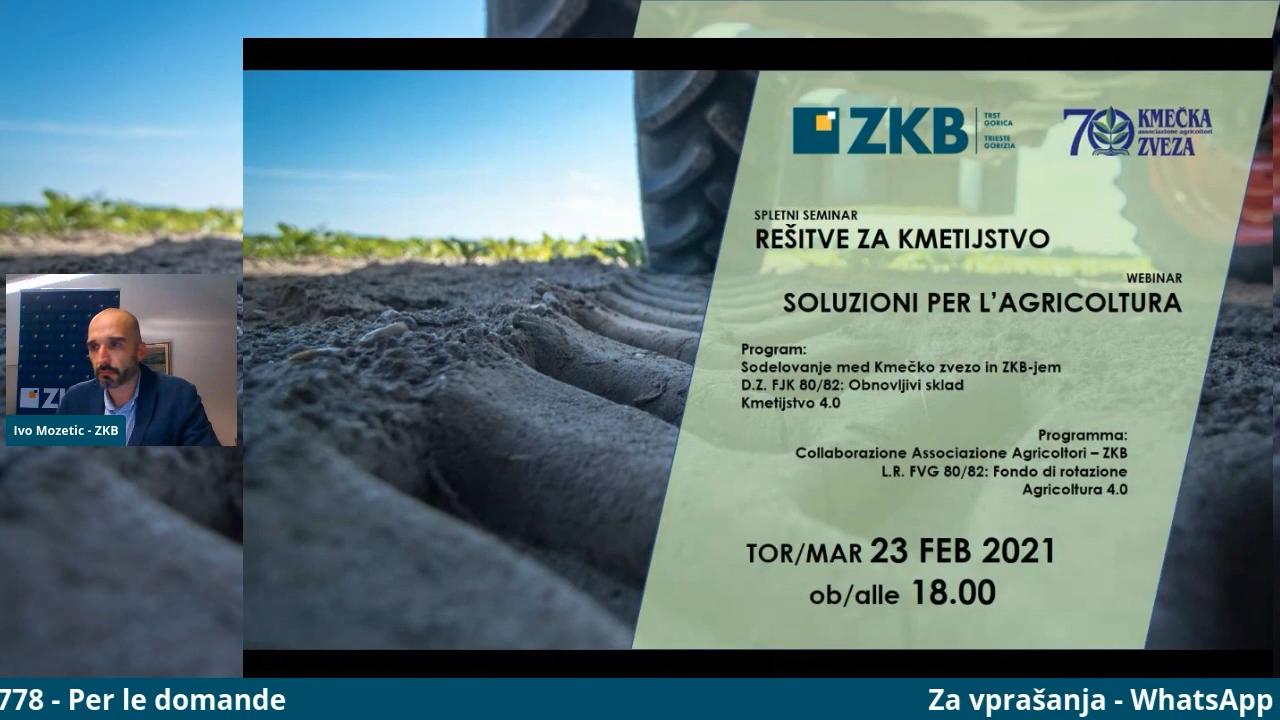 ZKB
TRST
GORICA
TRIESTE
GORIZIA
70 KMEČKA
associazione agricoltori
ZVEZA
SPLETNI SEMINAR
REŠITVE ZA KMETIJSTVO
WEBINAR
SOLUZIONI PER L’AGRICOLTURA
Program:
Sodelovanje med Kmečko zvezo in ZKB-jem
D.Z. FJK 80/82: Obnovljivi sklad
Kmetijstvo 4.0
Programma:
Collaborazione Associazione Agricoltori – ZKB
L.R. FVG 80/82: Fondo di rotazione
Agricoltura 4.0
TOR/MAR 23 FEB 2021
ob/alle 18.00
Ivo Mozetic - ZKB
778 - Per le domande
Za vprašanja - WhatsApp